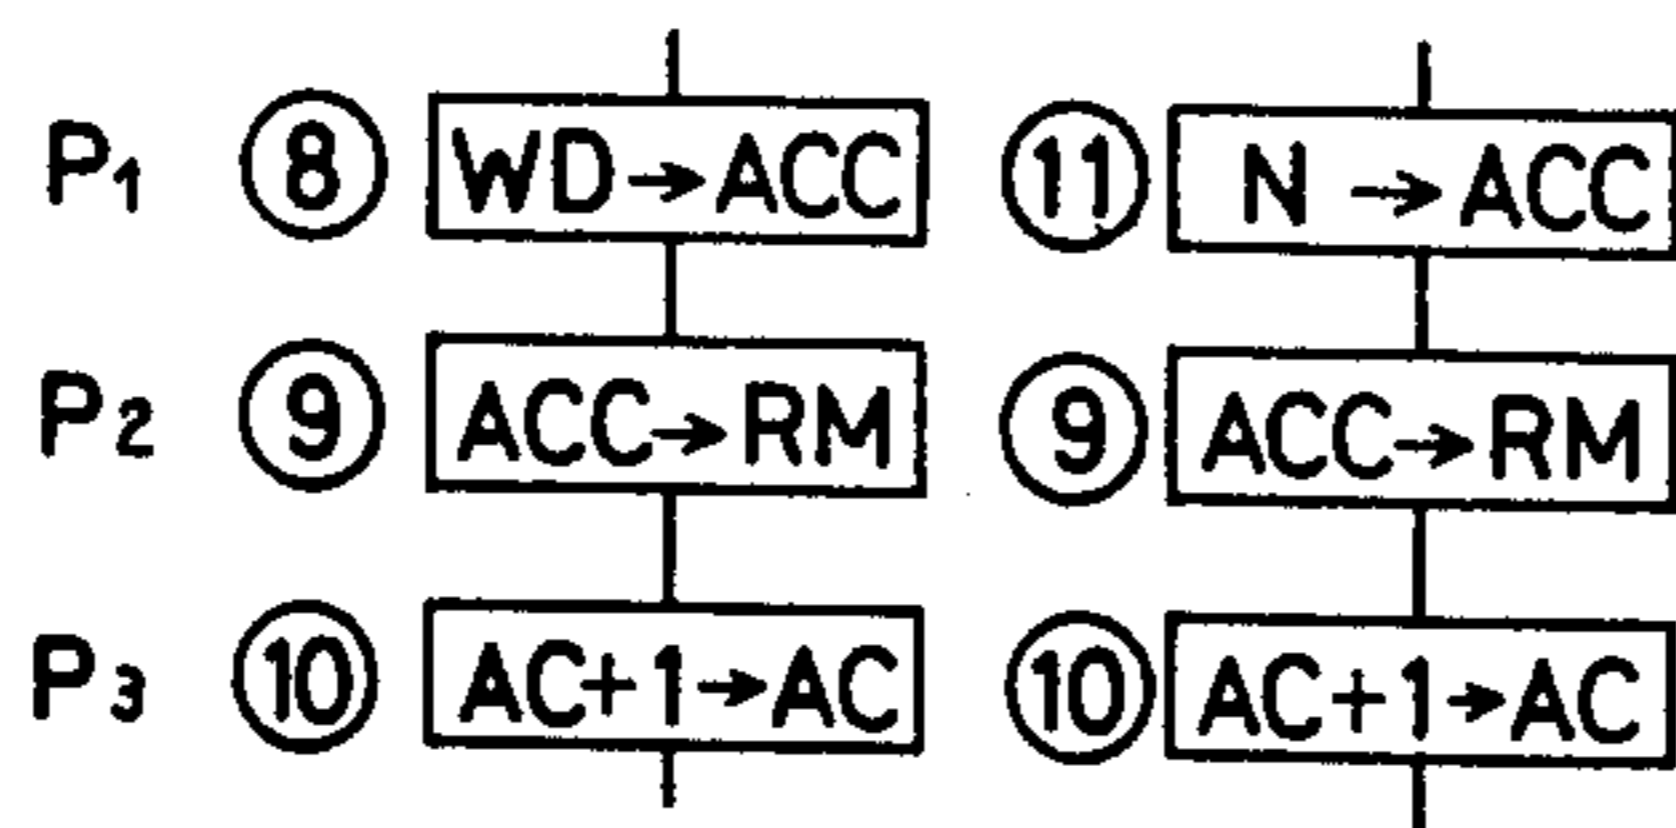 P1 8 WD→ACC 11 N→ACC
P2 9 ACC→RM 9 ACC→RM
P3 10 AC+1→AC 10 AC+1→AC